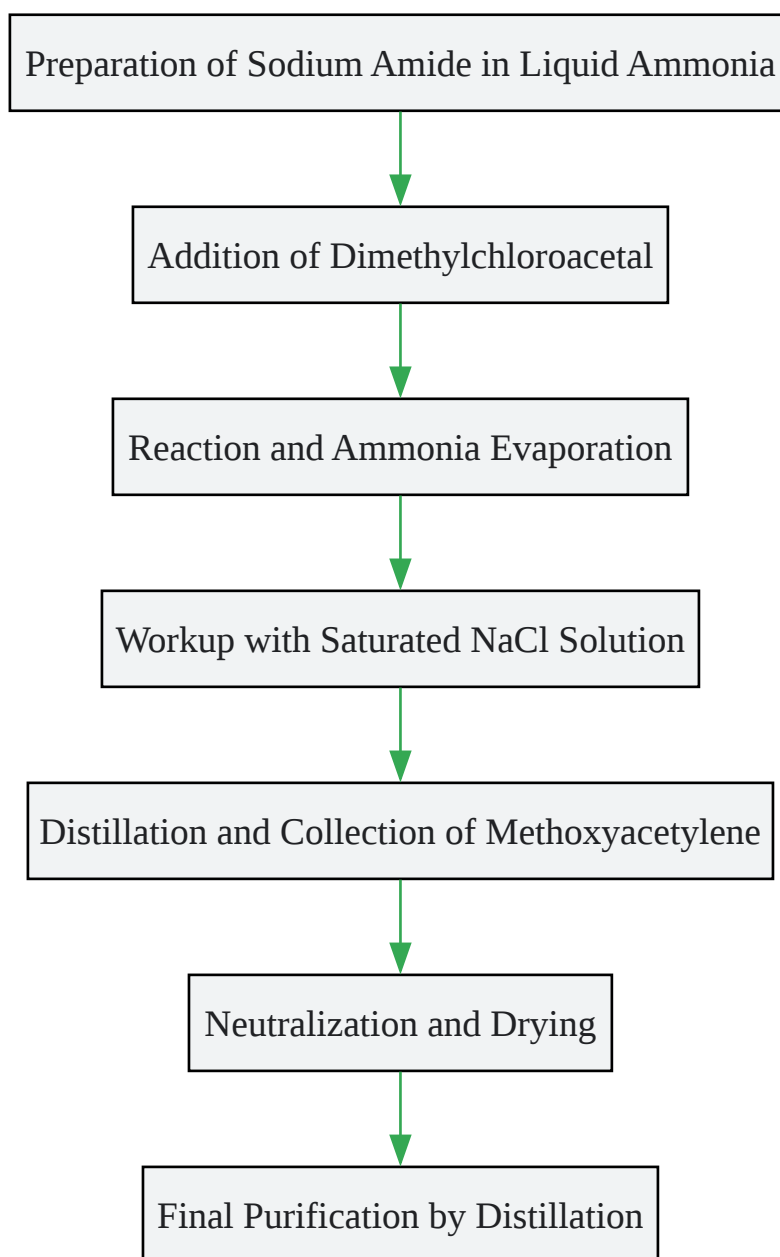 Preparation of Sodium Amide in Liquid Ammonia
Addition of Dimethylchloroacetal
Reaction and Ammonia Evaporation
Workup with Saturated NaCl Solution
Distillation and Collection of Methoxyacetylene
Neutralization and Drying
Final Purification by Distillation